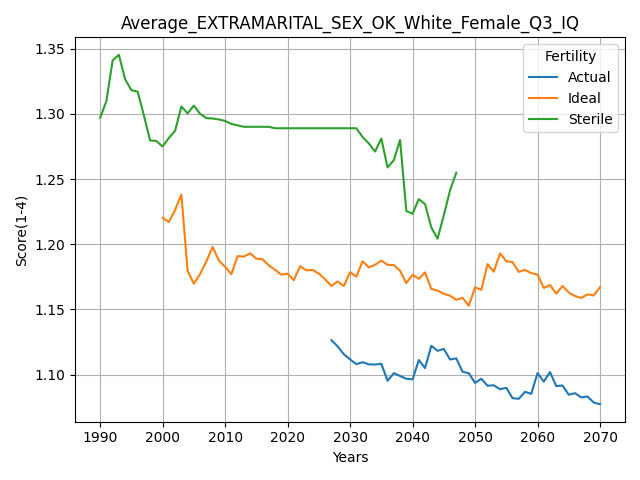 Average_EXTRAMARITAL_SEX_OK_White_Female_Q3_IQ
Fertility
Actual
Ideal
Sterile
Score(1-4)
1.35
1.30
1.25
1.20
1.15
1.10
1990 2000 2010 2020 2030 2040 2050 2060 2070
Years